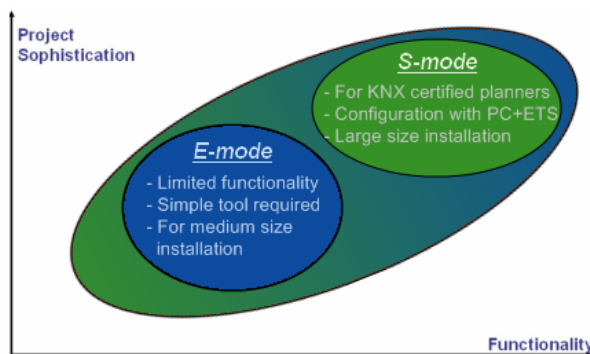 Project
Sophistication
S-mode
- For KNX certified planners
- Configuration with PC+ETS
- Large size installation
E-mode
- Limited functionality
- Simple tool required
- For medium size
installation
Functionality